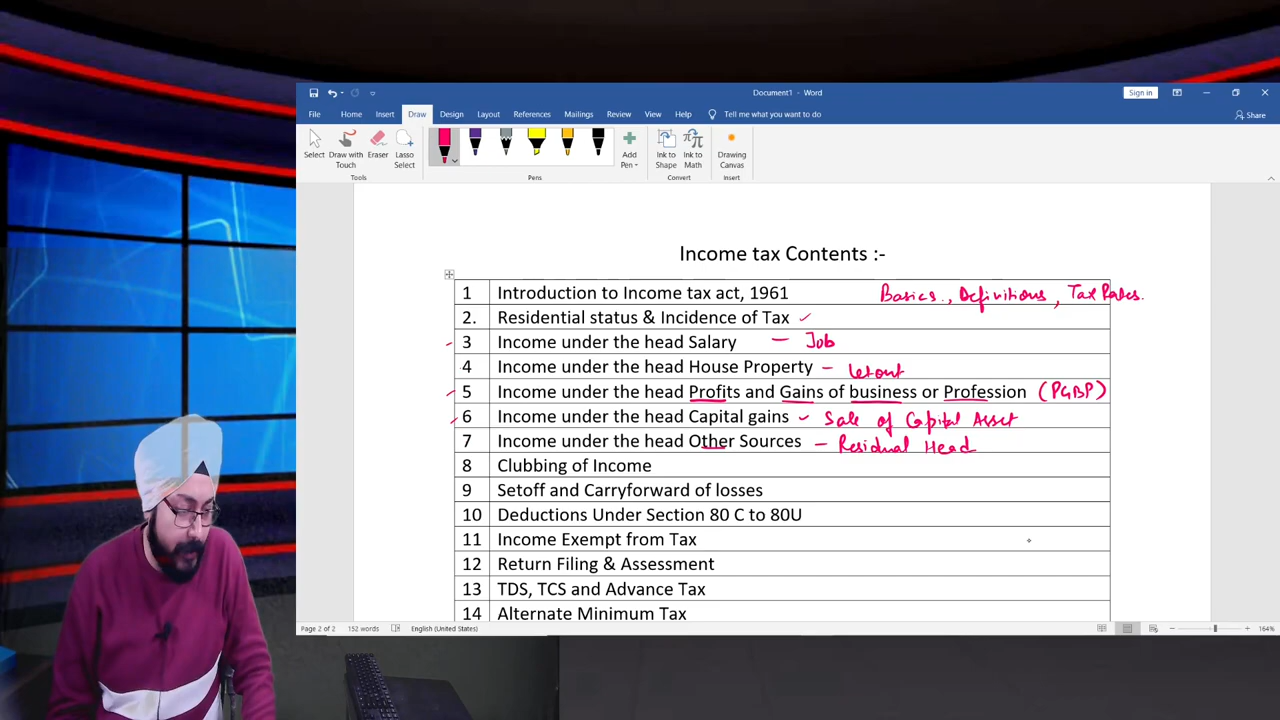 Document1 - Word
Sign in
File Home Insert Draw Design Layout References Mailings Review View Help Tell me what you want to do
Share
Select
Draw with Touch
Eraser
Lasso Select
Add Pen
Ink to Shape
Ink to Math
Drawing Canvas
Tools
Pens
Convert
Insert
Income tax Contents :-
1 Introduction to Income tax act, 1961 Basics, Definitions, Tax Rates.
2. Residential status & Incidence of Tax
3 Income under the head Salary - Job
4 Income under the head House Property - letout
5 Income under the head Profits and Gains of business or Profession (PGBP)
6 Income under the head Capital gains - Sale of Capital Asset
7 Income under the head Other Sources - Residual Head
8 Clubbing of Income
9 Setoff and Carryforward of losses
10 Deductions Under Section 80 C to 80U
11 Income Exempt from Tax
12 Return Filing & Assessment
13 TDS, TCS and Advance Tax
14 Alternate Minimum Tax
Page 2 of 2 152 words English (United States) 164%